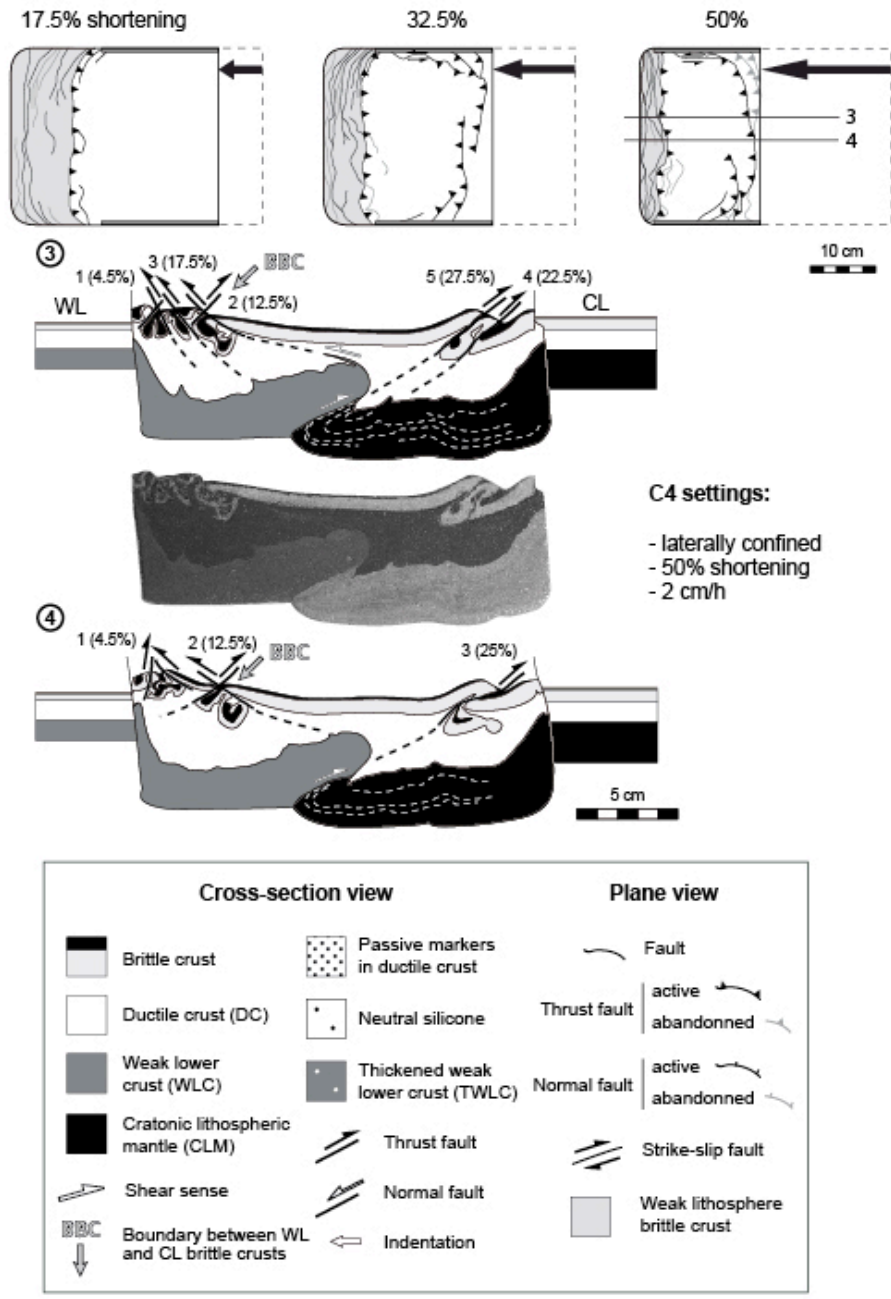 17.5% shortening
32.5%
50%
3
4
10 cm
③
1 (4.5%)
3 (17.5%)
BBC
2 (12.5%)
5 (27.5%)
4 (22.5%)
WL
CL
C4 settings:
- laterally confined
- 50% shortening
- 2 cm/h
④
1 (4.5%)
2 (12.5%)
BBC
3 (25%)
5 cm
Cross-section view
Brittle crust
Ductile crust (DC)
Weak lower
crust (WLC)
Cratonic lithospheric
mantle (CLM)
Shear sense
BBC
Boundary between WL
and CL brittle crusts
Passive markers
in ductile crust
Neutral silicone
Thickened weak
lower crust (TWLC)
Thrust fault
Normal fault
Indentation
Plane view
Fault
Thrust fault
active
abandonned
Normal fault
active
abandonned
Strike-slip fault
Weak lithosphere
brittle crust